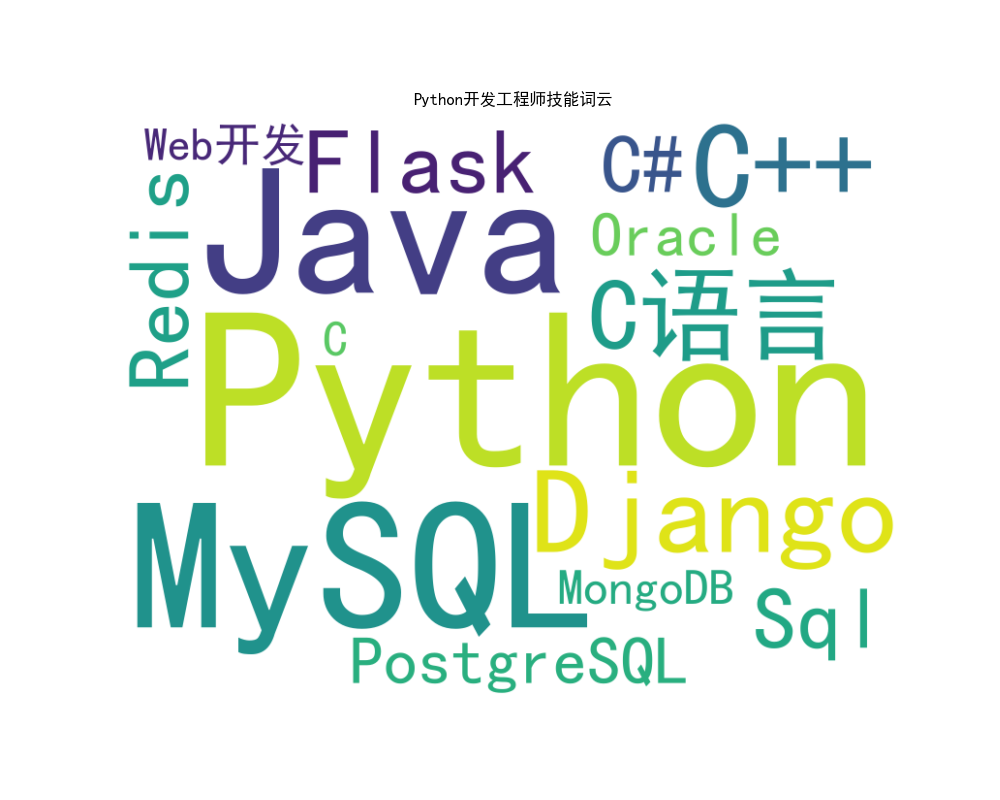 Python开发工程师技能词云
Web开发
Flask
C#
C++
Redis
Java
Oracle
C语言
C
Python
Django
MySQL
MongoDB
Sql
PostgreSQL